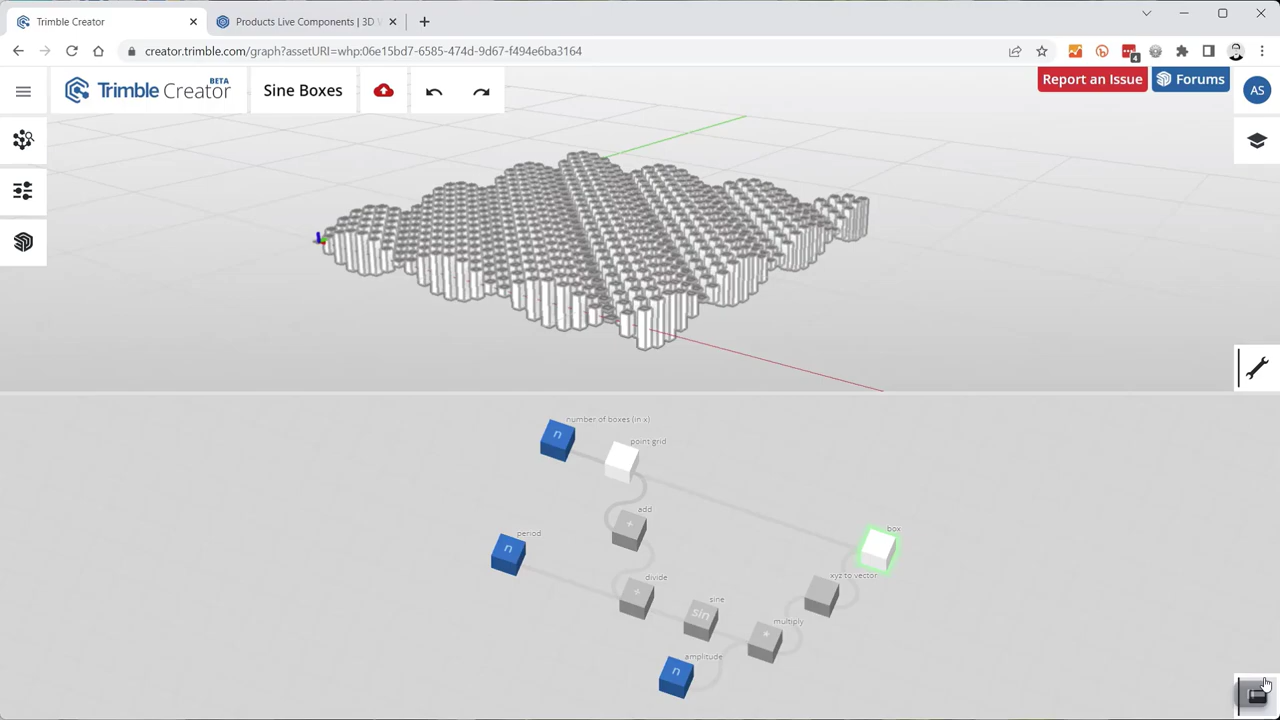 Trimble Creator
Products Live Components | 3D
creator.trimble.com/graph?assetURI=whp:06e15bd7-6585-474d-9d67-f494e6ba3164
4
Trimble Creator BETA
Sine Boxes
Report an Issue
Forums
AS
number of boxes (in x)
n
point grid
add
+
period
n
divide
÷
sine
sin
multiply
*
amplitude
n
xyz to vector
box